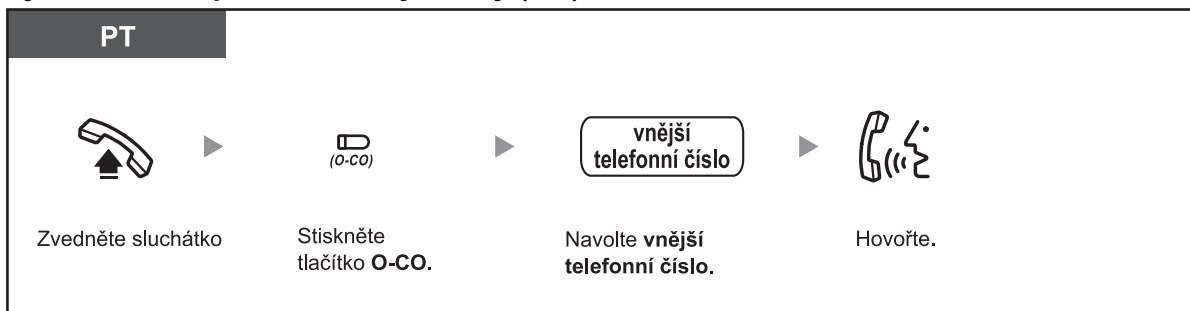 PT
(O-CO)
vnější
telefonní číslo
Zvedněte sluchátko
Stiskněte
tlačítko O-CO.
Navolte vnější
telefonní číslo.
Hovořte.